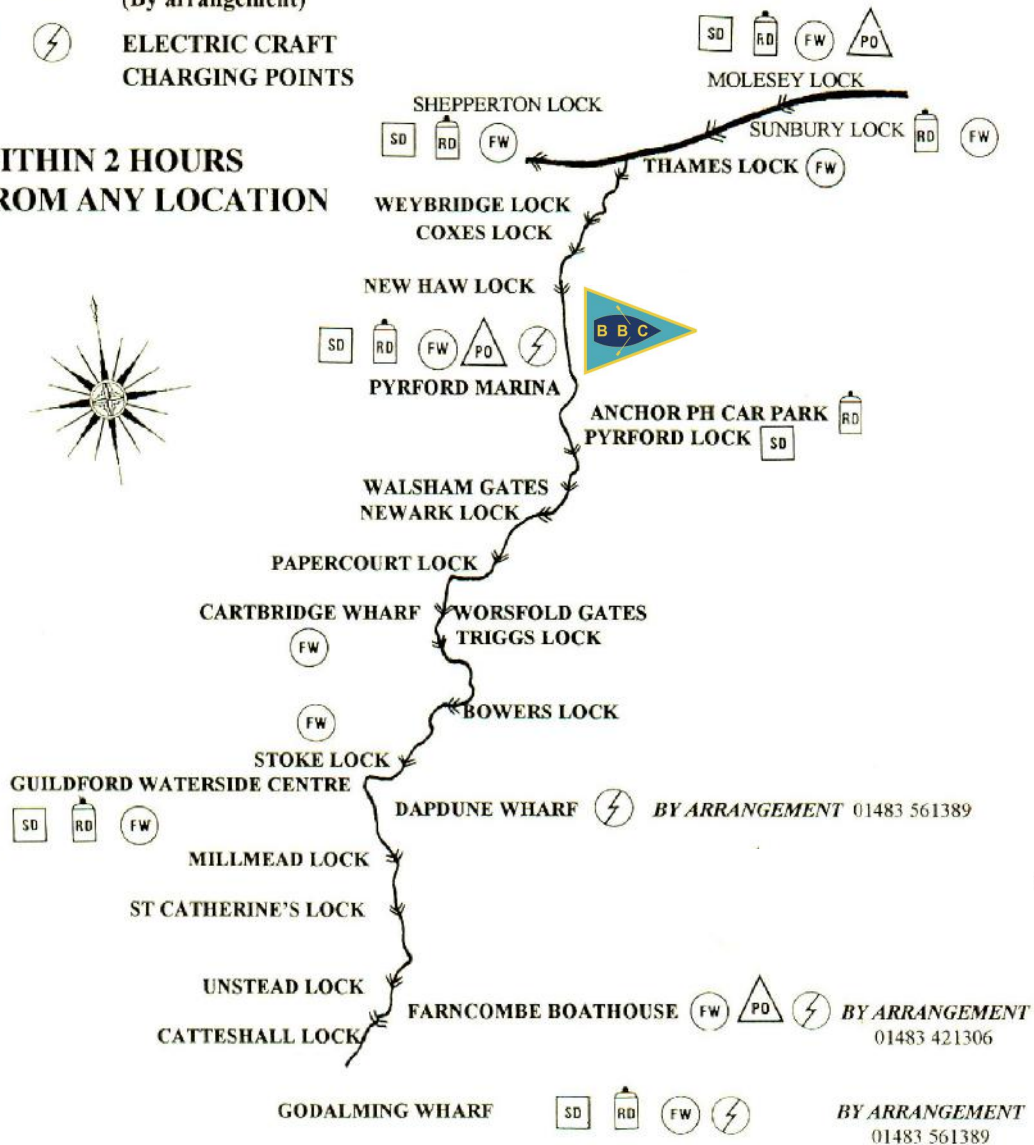 (By arrangement)
ELECTRIC CRAFT
CHARGING POINTS
ITHIN 2 HOURS
ROM ANY LOCATION
SD RD FW PO
MOLESEY LOCK
SHEPPERTON LOCK
SD RD FW
SUNBURY LOCK RD FW
THAMES LOCK FW
WEYBRIDGE LOCK
COXES LOCK
NEW HAW LOCK
BBC
SD RD FW PO
PYRFORD MARINA
ANCHOR PH CAR PARK RD
PYRFORD LOCK SD
WALSHAM GATES
NEWARK LOCK
PAPERCOURT LOCK
CARTBRIDGE WHARF
FW
WORSFOLD GATES
TRIGGS LOCK
BOWERS LOCK
FW
STOKE LOCK
GUILDFORD WATERSIDE CENTRE
SD RD FW
DAPDUNE WHARF BY ARRANGEMENT 01483 561389
MILLMEAD LOCK
ST CATHERINE'S LOCK
UNSTEAD LOCK
FARNCOMBE BOATHOUSE FW PO BY ARRANGEMENT
01483 421306
CATTESHALL LOCK
GODALMING WHARF SD RD FW BY ARRANGEMENT
01483 561389